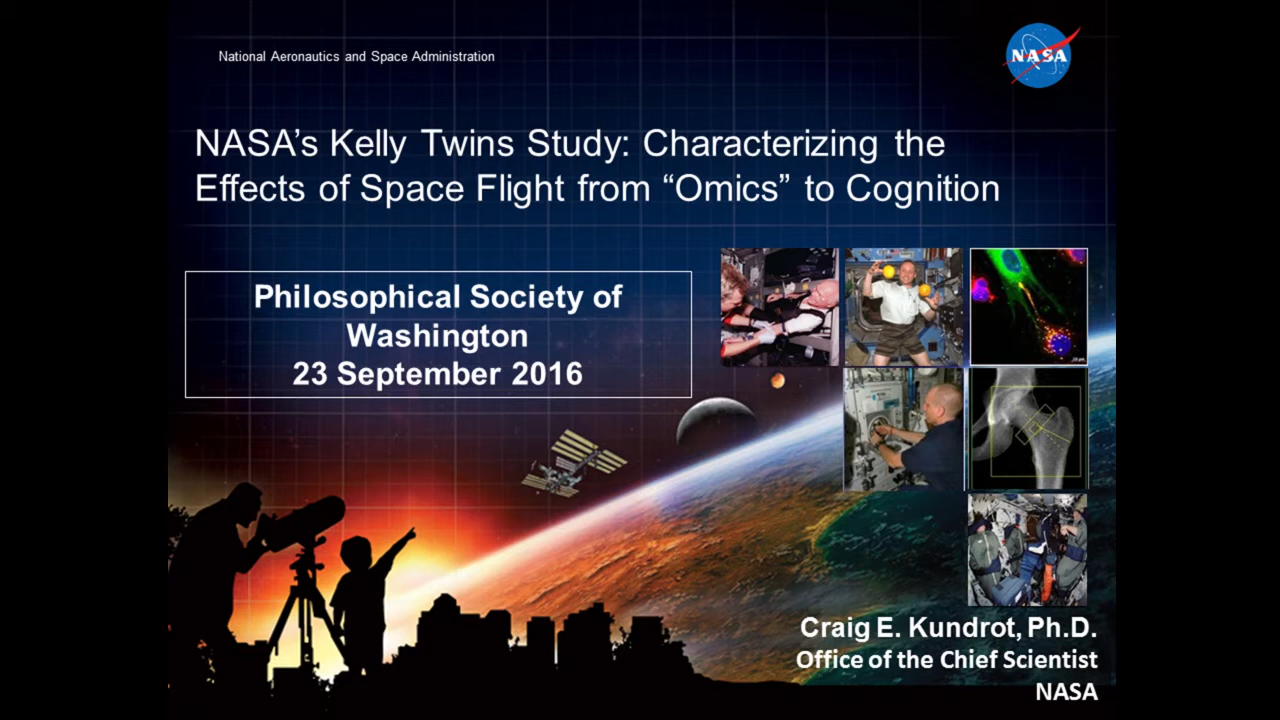 National Aeronautics and Space Administration
NASA
NASA’s Kelly Twins Study: Characterizing the
Effects of Space Flight from “Omics” to Cognition
Philosophical Society of
Washington
23 September 2016
Craig E. Kundrot, Ph.D.
Office of the Chief Scientist
NASA